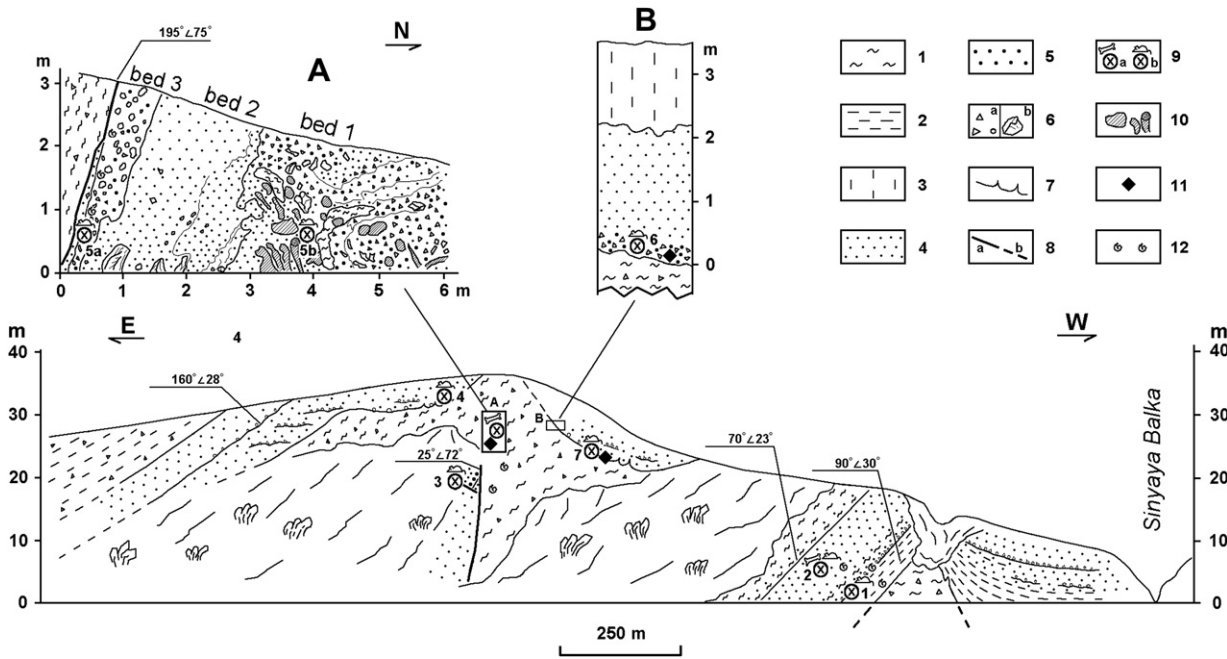 195°∠75°
N
A
m
3
2
1
0
bed 3
bed 2
bed 1
5a
5b
0 1 2 3 4 5 6 m
B
m
3
2
1
0
6
1
2
3
4
5
a b 6
7
a b 8
a b 9
10
11
12
E
4
W
m
40
30
20
10
0
160°∠28°
4
A
B
7
25°∠72°
3
70°∠23°
90°∠30°
2
1
Sinyaya Balka
m
40
30
20
10
0
250 m